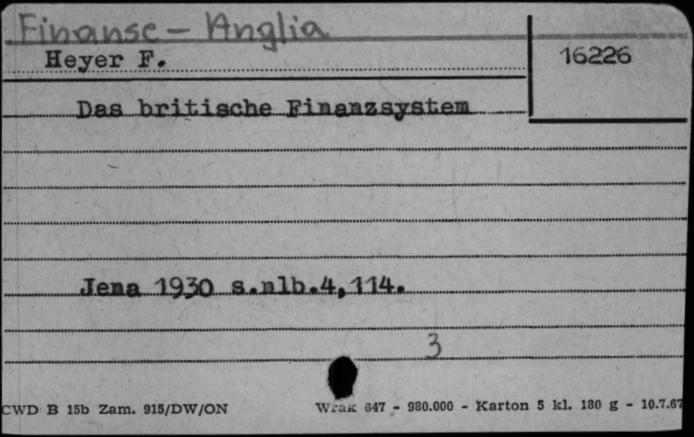 Finanse - Anglia
Heyer F.
16226
Das britische Finanzsystem
Jena 1930 s.nlb.4,114.
3
CWD B 15b Zam. 915/DW/ON
Wzak 647 - 980.000 - Karton 5 kl. 180 g - 10.7.67